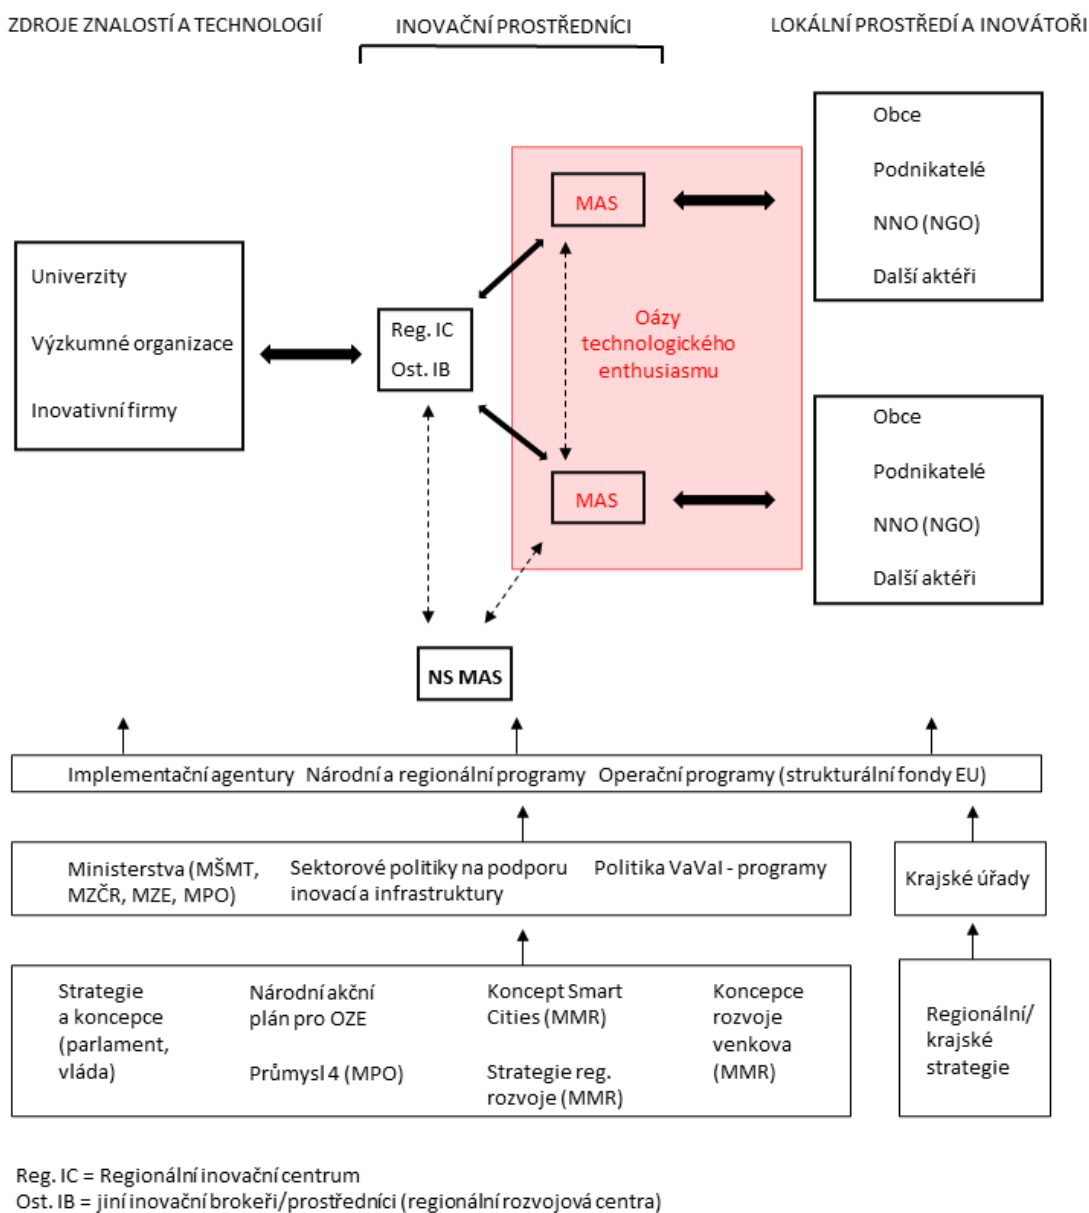 ZDROJE ZNALOSTÍ A TECHNOLOGIÍ
INOVAČNÍ PROSTŘEDNÍCI
LOKÁLNÍ PROSTŘEDÍ A INOVÁTOŘI
Univerzity
Výzkumné organizace
Inovativní firmy
Reg. IC
Ost. IB
MAS
Oázy
technologického
enthusiasmu
MAS
Obce
Podnikatelé
NNO (NGO)
Další aktéři
Obce
Podnikatelé
NNO (NGO)
Další aktéři
NS MAS
Implementační agentury Národní a regionální programy Operační programy (strukturální fondy EU)
Ministerstva (MŠMT,
MZČR, MZE, MPO)
Sektorové politiky na podporu
inovací a infrastruktury
Politika VaVaI - programy
Krajské úřady
Strategie
a koncepce
(parlament,
vláda)
Národní akční
plán pro OZE
Průmysl 4 (MPO)
Koncept Smart
Cities (MMR)
Strategie reg.
rozvoje (MMR)
Koncepce
rozvoje
venkova
(MMR)
Regionální/
krajské
strategie
Reg. IC = Regionální inovační centrum
Ost. IB = jiní inovační brokeři/prostředníci (regionální rozvojová centra)